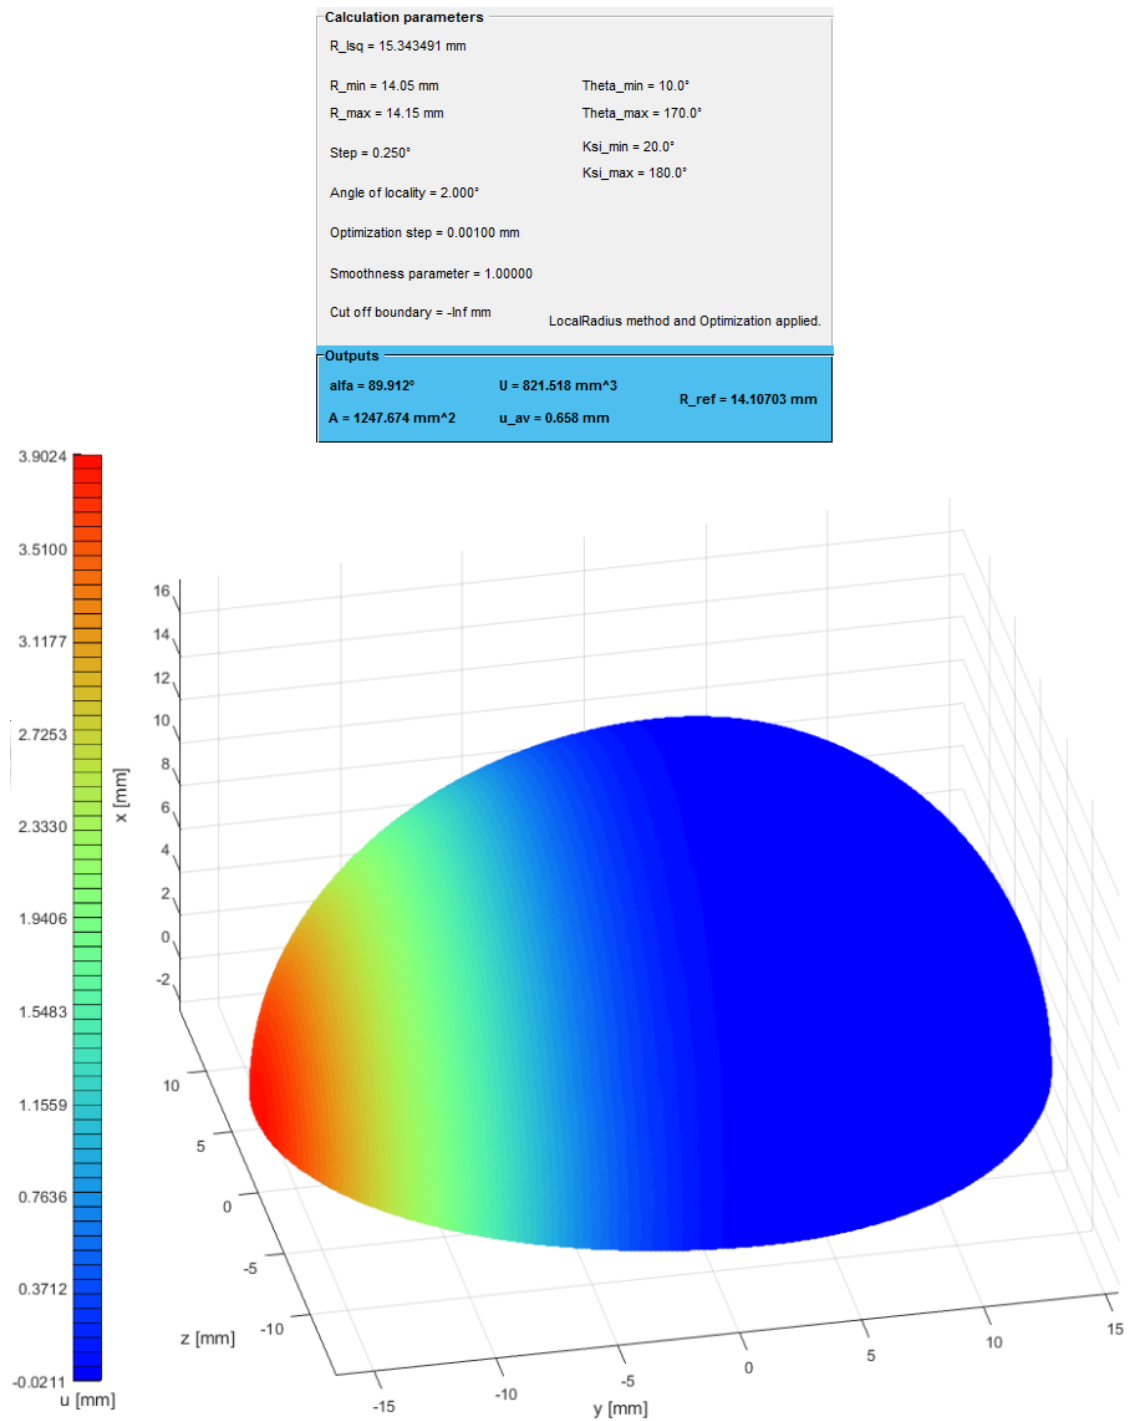 Calculation parameters
R_lsq = 15.343491 mm
R_min = 14.05 mm
Theta_min = 10.0°
R_max = 14.15 mm
Theta_max = 170.0°
Ksi_min = 20.0°
Step = 0.250°
Ksi_max = 180.0°
Angle of locality = 2.000°
Optimization step = 0.00100 mm
Smoothness parameter = 1.00000
Cut off boundary = -Inf mm
LocalRadius method and Optimization applied.
Outputs
alfa = 89.912°
U = 821.518 mm^3
R_ref = 14.10703 mm
A = 1247.674 mm^2
u_av = 0.658 mm
3.9024
3.5100
3.1177
2.7253
2.3330
1.9406
1.5483
1.1559
0.7636
0.3712
-0.0211
u [mm]
16
14
12
10
8
6
4
2
0
-2
x [mm]
10
5
0
-5
-10
z [mm]
-15
-10
-5
0
5
10
15
y [mm]